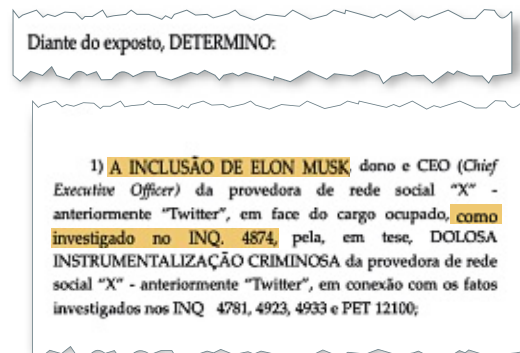 Diante do exposto, DETERMINO:
1) A INCLUSÃO DE ELON MUSK, dono e CEO (Chief
Executive Officer) da provedora de rede social "X" -
anteriormente "Twitter", em face do cargo ocupado, como
investigado no INQ. 4874, pela, em tese, DOLOSA
INSTRUMENTALIZAÇÃO CRIMINOSA da provedora de rede
social "X" - anteriormente "Twitter", em conexão com os fatos
investigados nos INQ 4781, 4923, 4933 e PET 12100;